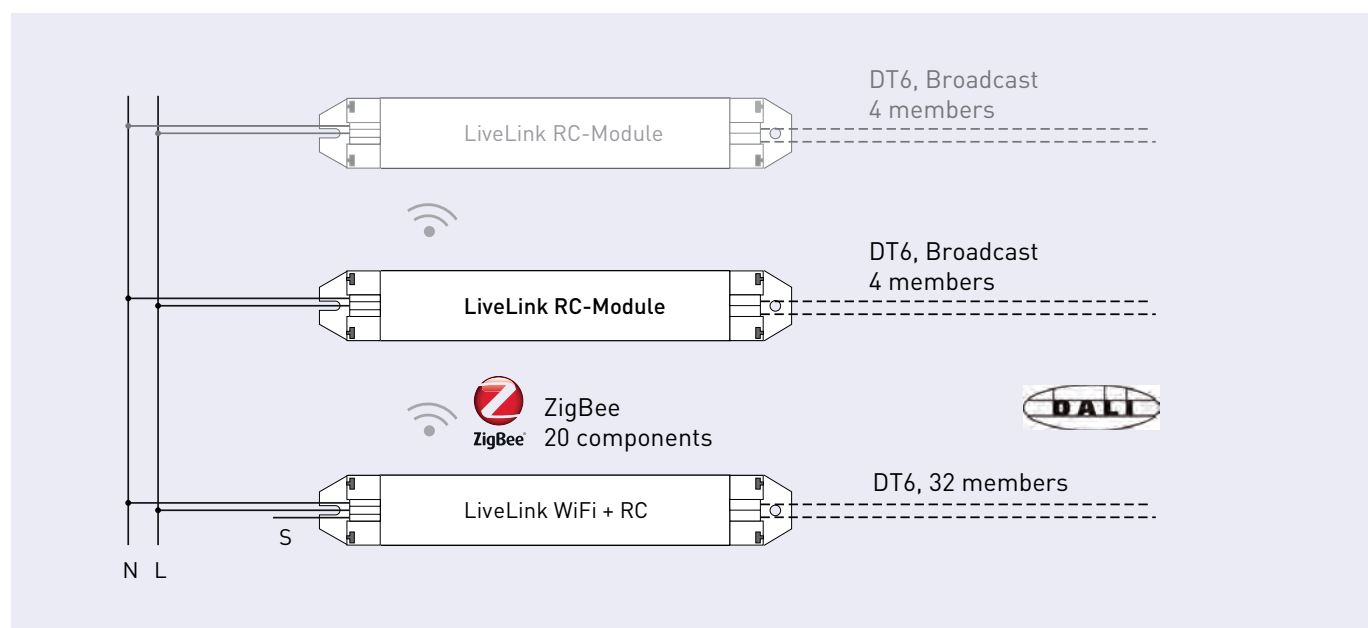 DT6, Broadcast
4 members
LiveLink RC-Module
DT6, Broadcast
4 members
LiveLink RC-Module
ZigBee
20 components
ZigBee
DALI
DT6, 32 members
LiveLink WiFi + RC
S
N L